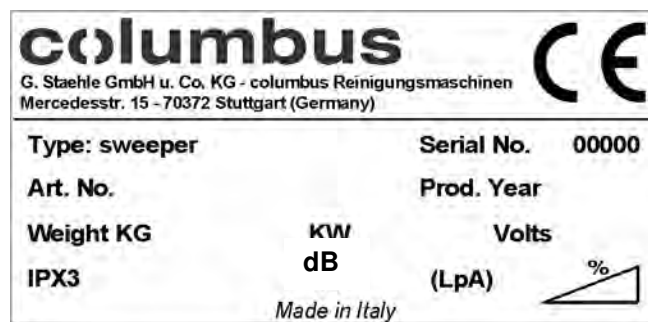 columbus
CE
G. Staehle GmbH u. Co. KG - columbus Reinigungsmaschinen
Mercedesstr. 15 - 70372 Stuttgart (Germany)
Type: sweeper Serial No. 00000
Art. No. Prod. Year
Weight KG KW Volts
IPX3 dB (LpA) %
Made in Italy